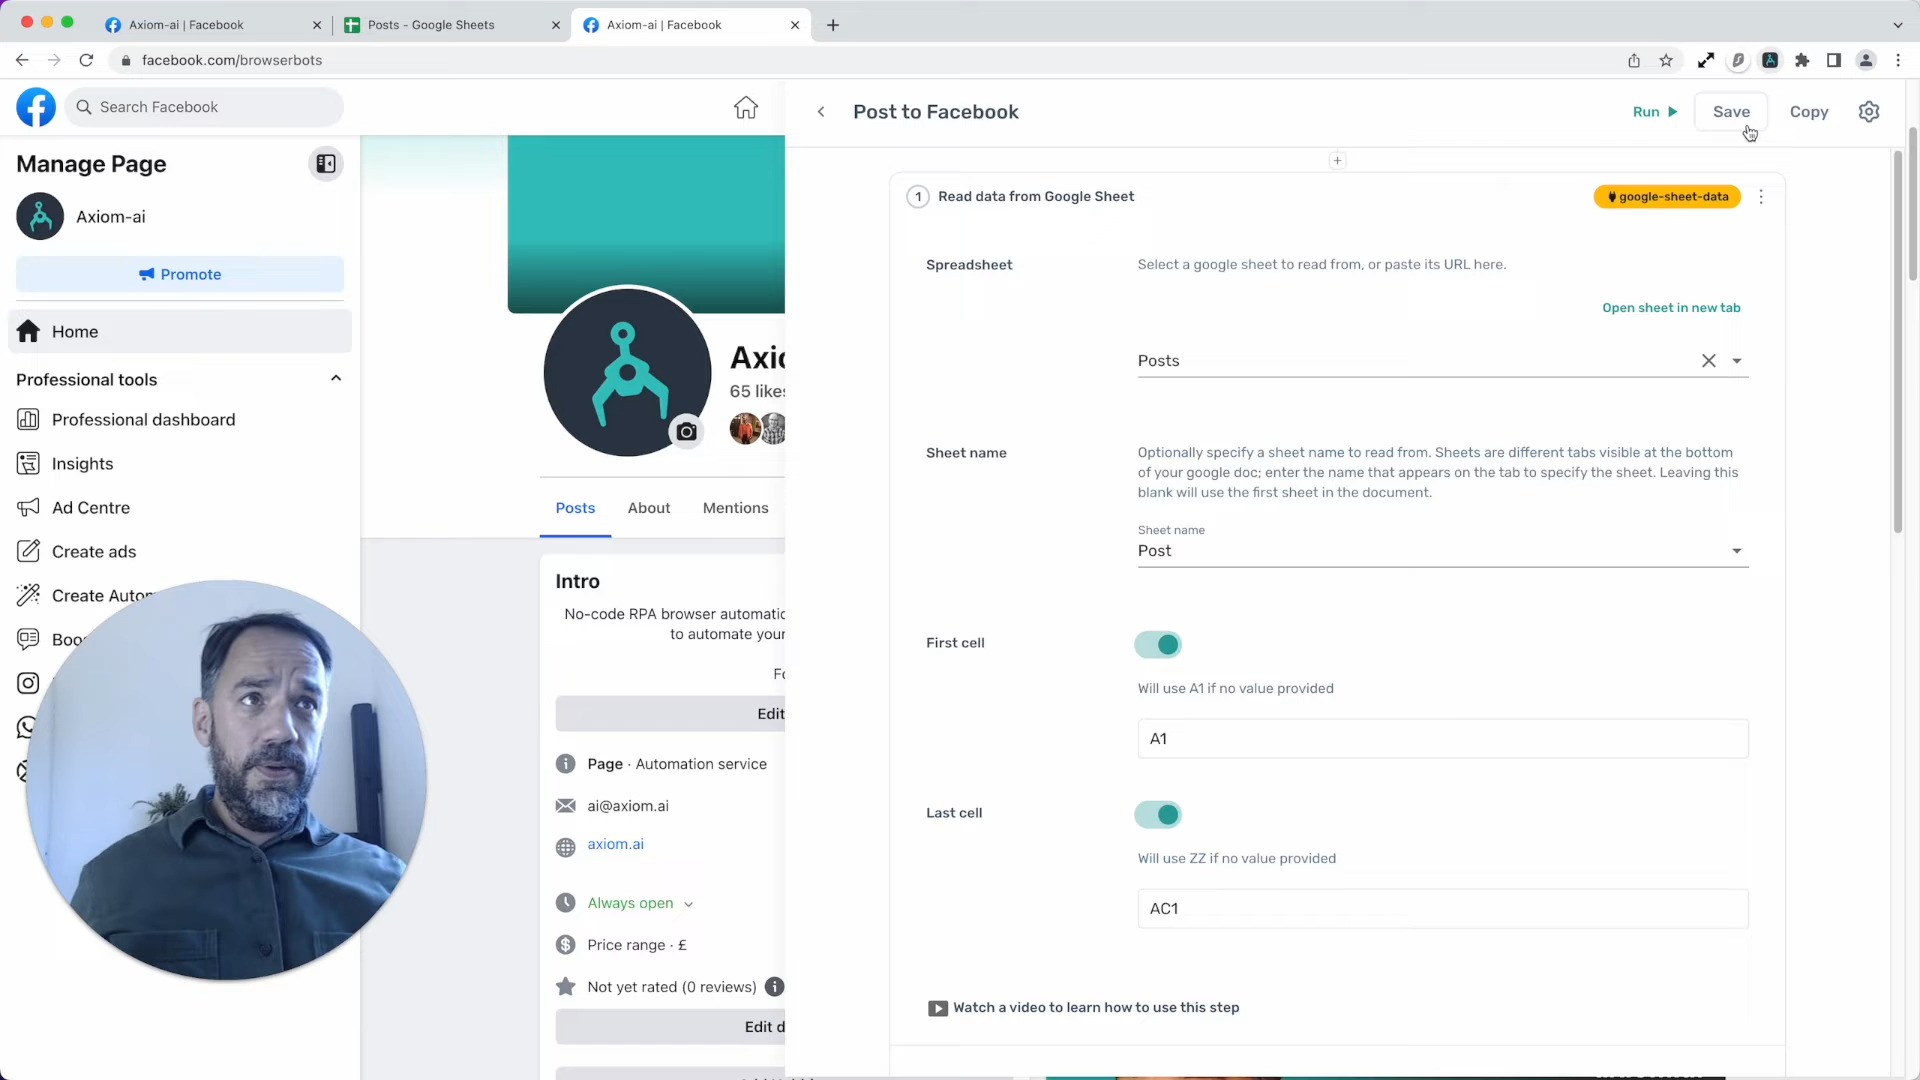 Axiom-ai | Facebook
Posts - Google Sheets
Axiom-ai | Facebook
facebook.com/browserbots
Search Facebook
Post to Facebook
Run
Save
Copy
Manage Page
Axiom-ai
Promote
Home
Professional tools
Professional dashboard
Insights
Ad Centre
Create ads
Create Autom
Boo
Axio
65 likes
Posts
About
Mentions
Intro
No-code RPA browser automatio
to automate your
Fo
Edit
Page · Automation service
ai@axiom.ai
axiom.ai
Always open
Price range · £
Not yet rated (0 reviews)
Edit d
1
Read data from Google Sheet
google-sheet-data
Spreadsheet
Select a google sheet to read from, or paste its URL here.
Open sheet in new tab
Posts
Sheet name
Optionally specify a sheet name to read from. Sheets are different tabs visible at the bottom
of your google doc; enter the name that appears on the tab to specify the sheet. Leaving this
blank will use the first sheet in the document.
Sheet name
Post
First cell
Will use A1 if no value provided
A1
Last cell
Will use ZZ if no value provided
AC1
Watch a video to learn how to use this step